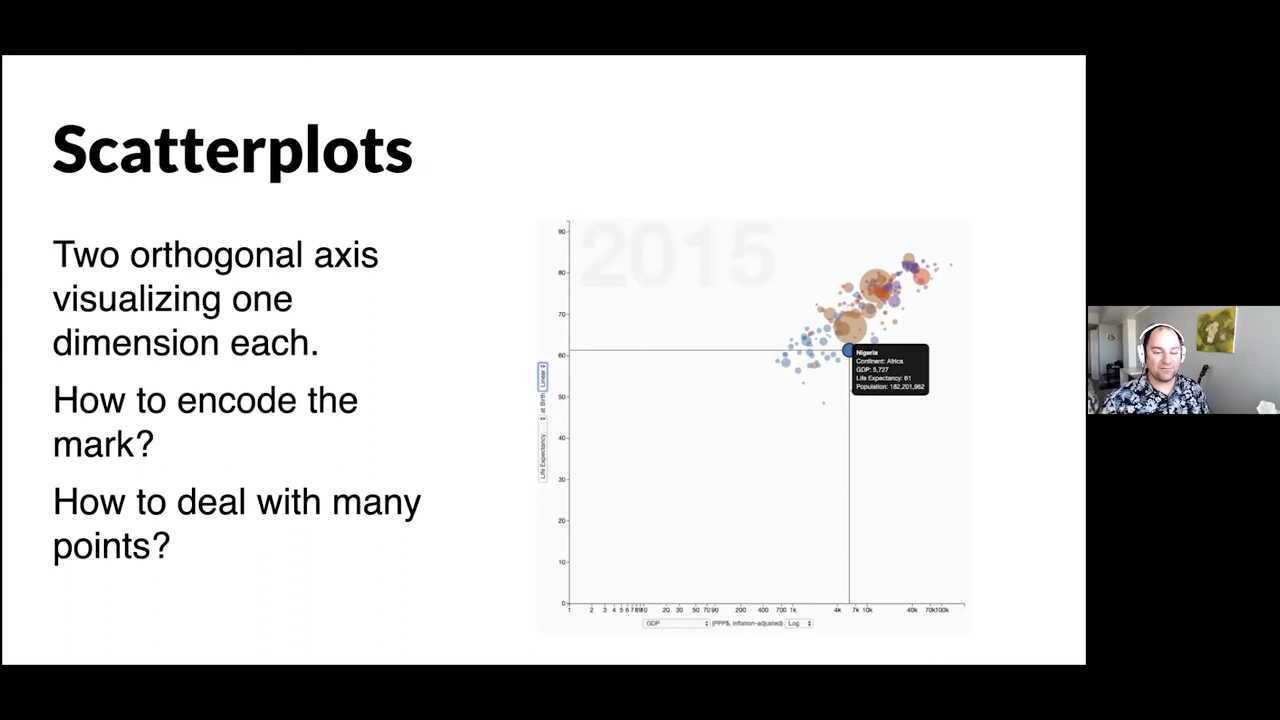 Scatterplots
Two orthogonal axis
visualizing one
dimension each.
How to encode the
mark?
How to deal with many
points?
2015
90
80
70
60
50
40
30
20
10
0
Life Expectancy at Birth Linear
Nigeria
Continent: Africa
GDP: 5,727
Life Expectancy: 61
Population: 182,201,962
1 2 3 4 5 6 7 8 9 10 20 30 50 70 90 200 400 700 1k 4k 7k 10k 40k 70k 100k
GDP (PPP$, inflation-adjusted) Log